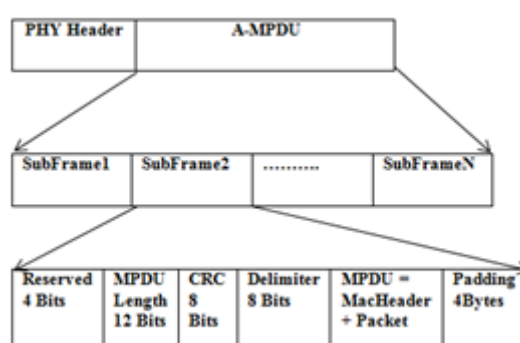 PHY Header A-MPDU
SubFrame1 SubFrame2 ………. SubFrameN
Reserved MPDU CRC Delimiter MPDU = Padding
4 Bits Length 8 8 Bits MacHeader 4Bytes
12 Bits Bits + Packet